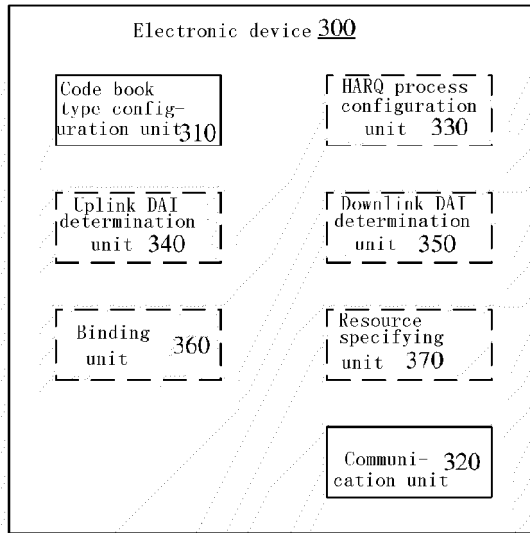 Electronic device 300
Code book
type config-
uration unit 310
HARQ process
configuration
unit 330
Uplink DAI
determination
unit 340
Downlink DAI
determination
unit 350
Binding
unit 360
Resource
specifying
unit 370
Communi-
cation unit 320